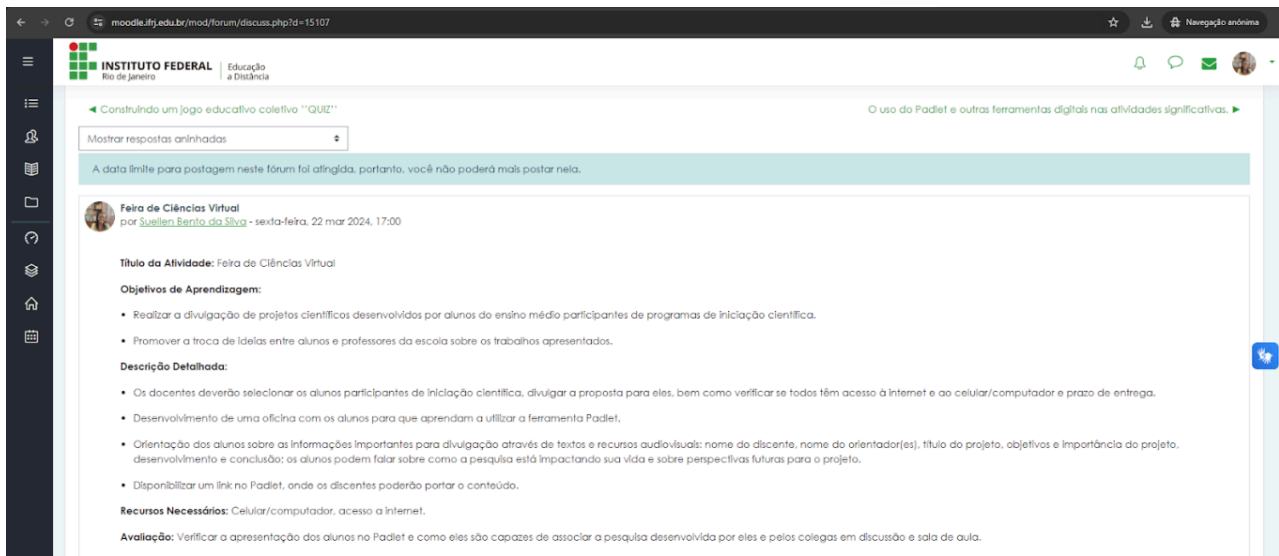 moodle.ifrj.edu.br/mod/forum/discuss.php?d=15107
Navegação anônima
INSTITUTO FEDERAL
Rio de Janeiro
Educação
a Distância
◄ Construindo um jogo educativo coletivo ''QUIZ''
O uso do Padlet e outras ferramentas digitais nas atividades significativas. ►
Mostrar respostas aninhadas
A data limite para postagem neste fórum foi atingida, portanto, você não poderá mais postar nela.
Feira de Ciências Virtual
por Suellen Bento da Silva - sexta-feira, 22 mar 2024, 17:00
Título da Atividade: Feira de Ciências Virtual
Objetivos de Aprendizagem:
• Realizar a divulgação de projetos científicos desenvolvidos por alunos do ensino médio participantes de programas de iniciação científica.
• Promover a troca de ideias entre alunos e professores da escola sobre os trabalhos apresentados.
Descrição Detalhada:
• Os docentes deverão selecionar os alunos participantes de iniciação científica, divulgar a proposta para eles, bem como verificar se todos têm acesso à internet e ao celular/computador e prazo de entrega.
• Desenvolvimento de uma oficina com os alunos para que aprendam a utilizar a ferramenta Padlet.
• Orientação dos alunos sobre as informações importantes para divulgação através de textos e recursos audiovisuais: nome do discente, nome do orientador(es), título do projeto, objetivos e importância do projeto,
desenvolvimento e conclusão; os alunos podem falar sobre como a pesquisa está impactando sua vida e sobre perspectivas futuras para o projeto.
• Disponibilizar um link no Padlet, onde os discentes poderão portar o conteúdo.
Recursos Necessários: Celular/computador, acesso a internet.
Avaliação: Verificar a apresentação dos alunos no Padlet e como eles são capazes de associar a pesquisa desenvolvida por eles e pelos colegas em discussão e sala de aula.